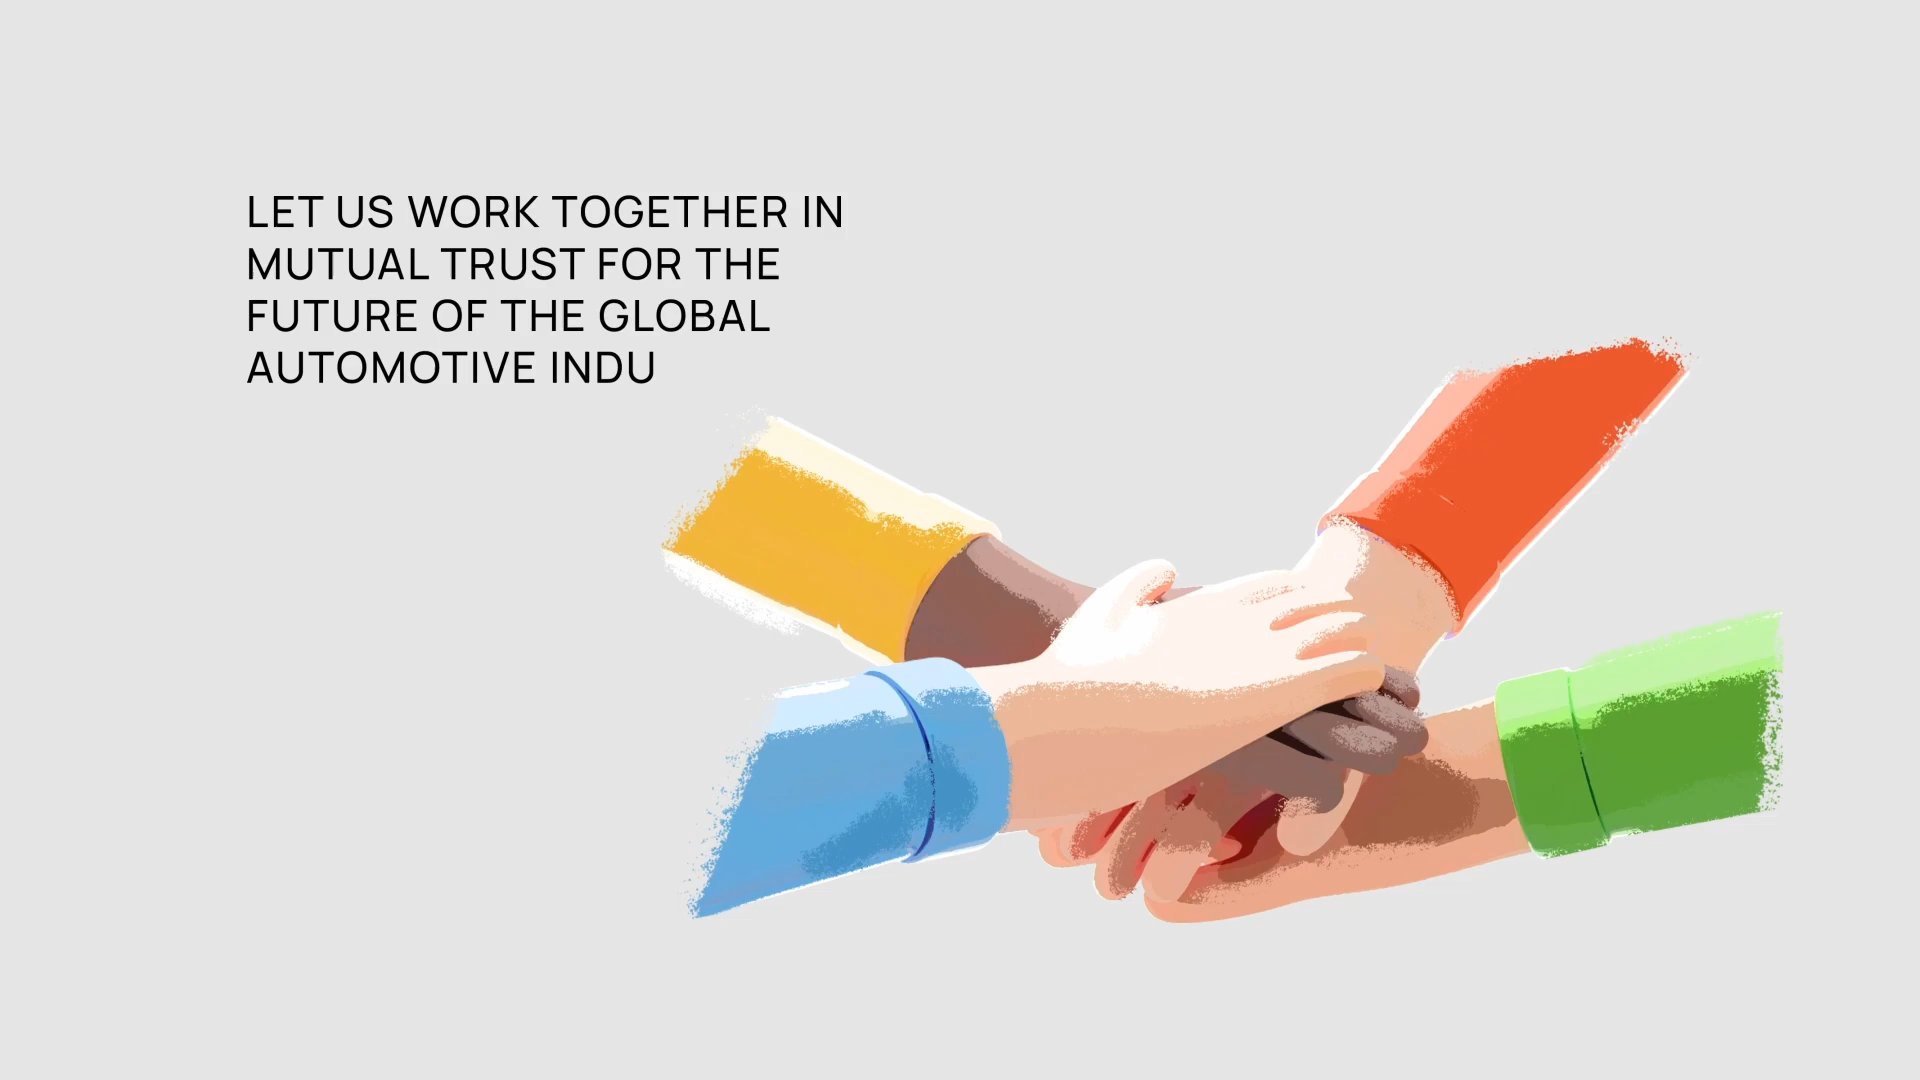 LET US WORK TOGETHER IN
MUTUAL TRUST FOR THE
FUTURE OF THE GLOBAL
AUTOMOTIVE INDU